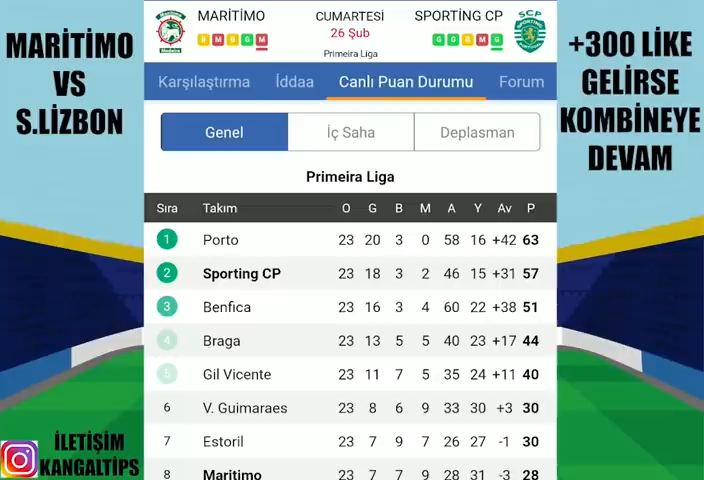 MARİTİMO
VS
S.LİZBON
MARİTİMO
B M G G M
CUMARTESİ
26 Şub
Primeira Liga
SPORTİNG CP
G G B M G
SCP
SPORTING
+300 LİKE
GELİRSE
KOMBİNEYE
DEVAM
Karşılaştırma İddaa Canlı Puan Durumu Forum
Genel İç Saha Deplasman
Primeira Liga
Sıra Takım O G B M A Y Av P
1 Porto 23 20 3 0 58 16 +42 63
2 Sporting CP 23 18 3 2 46 15 +31 57
3 Benfica 23 16 3 4 60 22 +38 51
4 Braga 23 13 5 5 40 23 +17 44
5 Gil Vicente 23 11 7 5 35 24 +11 40
6 V. Guimaraes 23 8 6 9 33 30 +3 30
7 Estoril 23 7 9 7 26 27 -1 30
8 Maritimo 23 7 7 9 28 31 -3 28
İLETİŞİM
KANGALTİPS